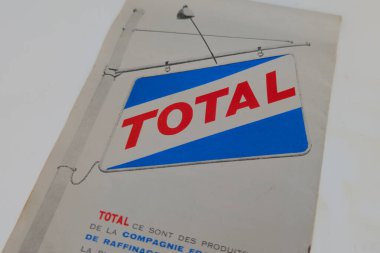 TOTAL
TOTAL CE SONT DES PRODUITS
DE LA COMPAGNIE
DE RAFFINAGE